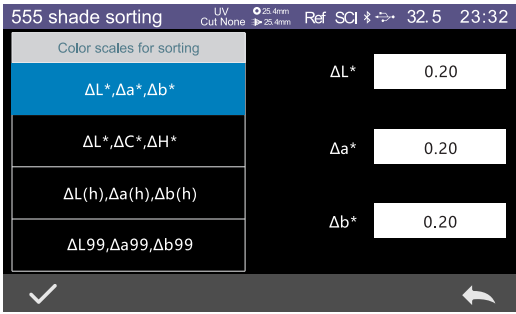 555 shade sorting UV Cut None 25.4mm 25.4mm Ref SCI 32.5 23:32
Color scales for sorting
ΔL*,Δa*,Δb*
ΔL*,ΔC*,ΔH*
ΔL(h),Δa(h),Δb(h)
ΔL99,Δa99,Δb99
ΔL* 0.20
Δa* 0.20
Δb* 0.20